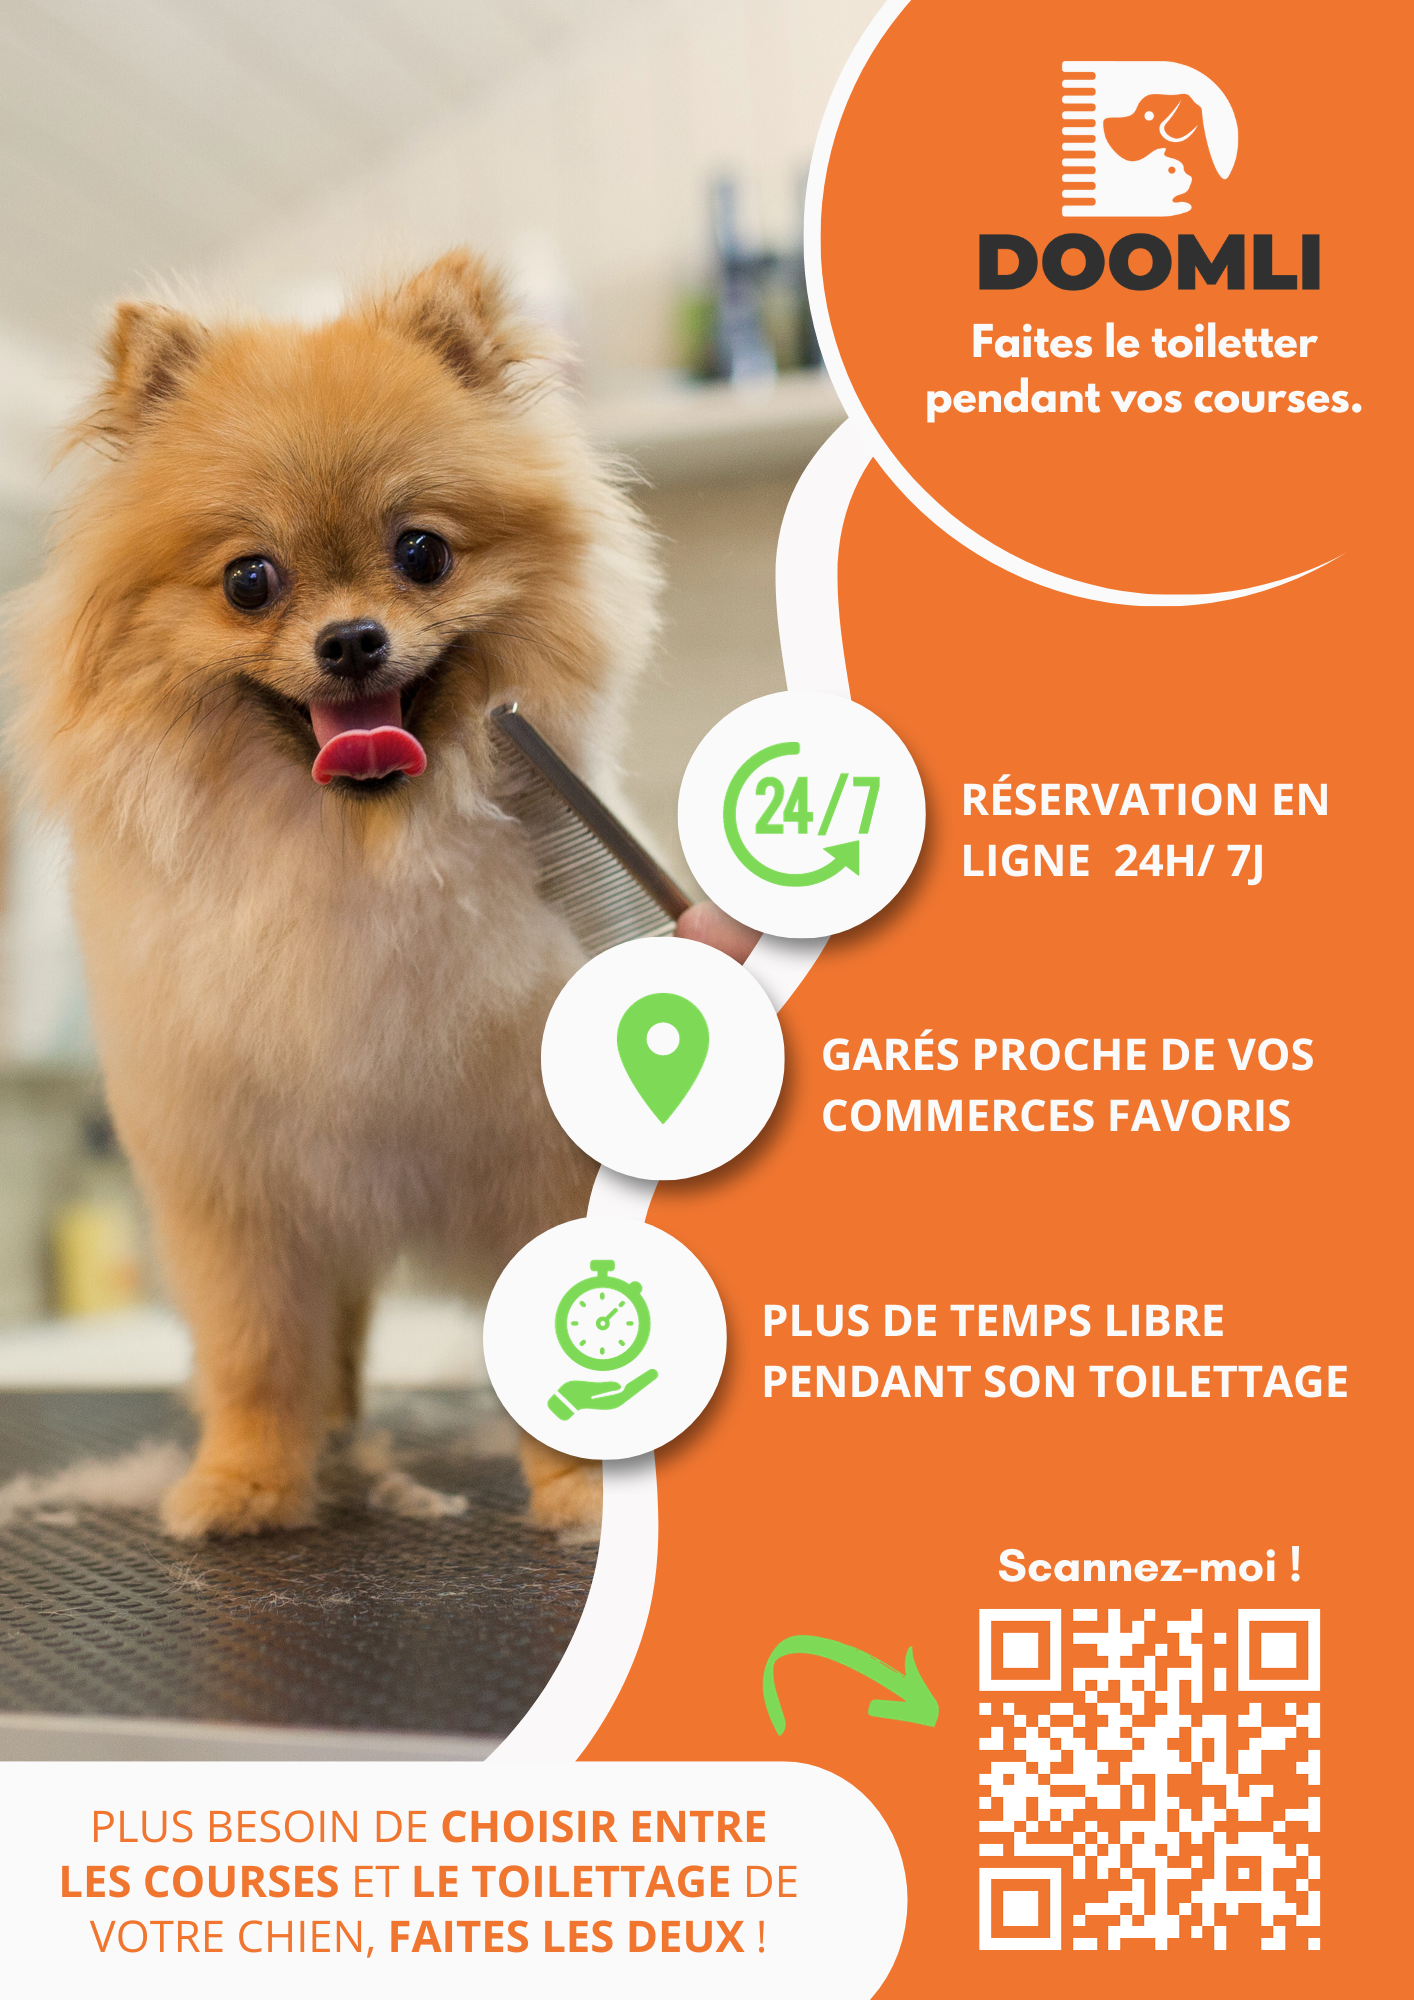 DOOMLI
Faites le toiletter
pendant vos courses.
24/7
RÉSERVATION EN
LIGNE 24H/ 7J
GARÉS PROCHE DE VOS
COMMERCES FAVORIS
PLUS DE TEMPS LIBRE
PENDANT SON TOILETTAGE
Scannez-moi !
PLUS BESOIN DE CHOISIR ENTRE
LES COURSES ET LE TOILETTAGE DE
VOTRE CHIEN, FAITES LES DEUX !